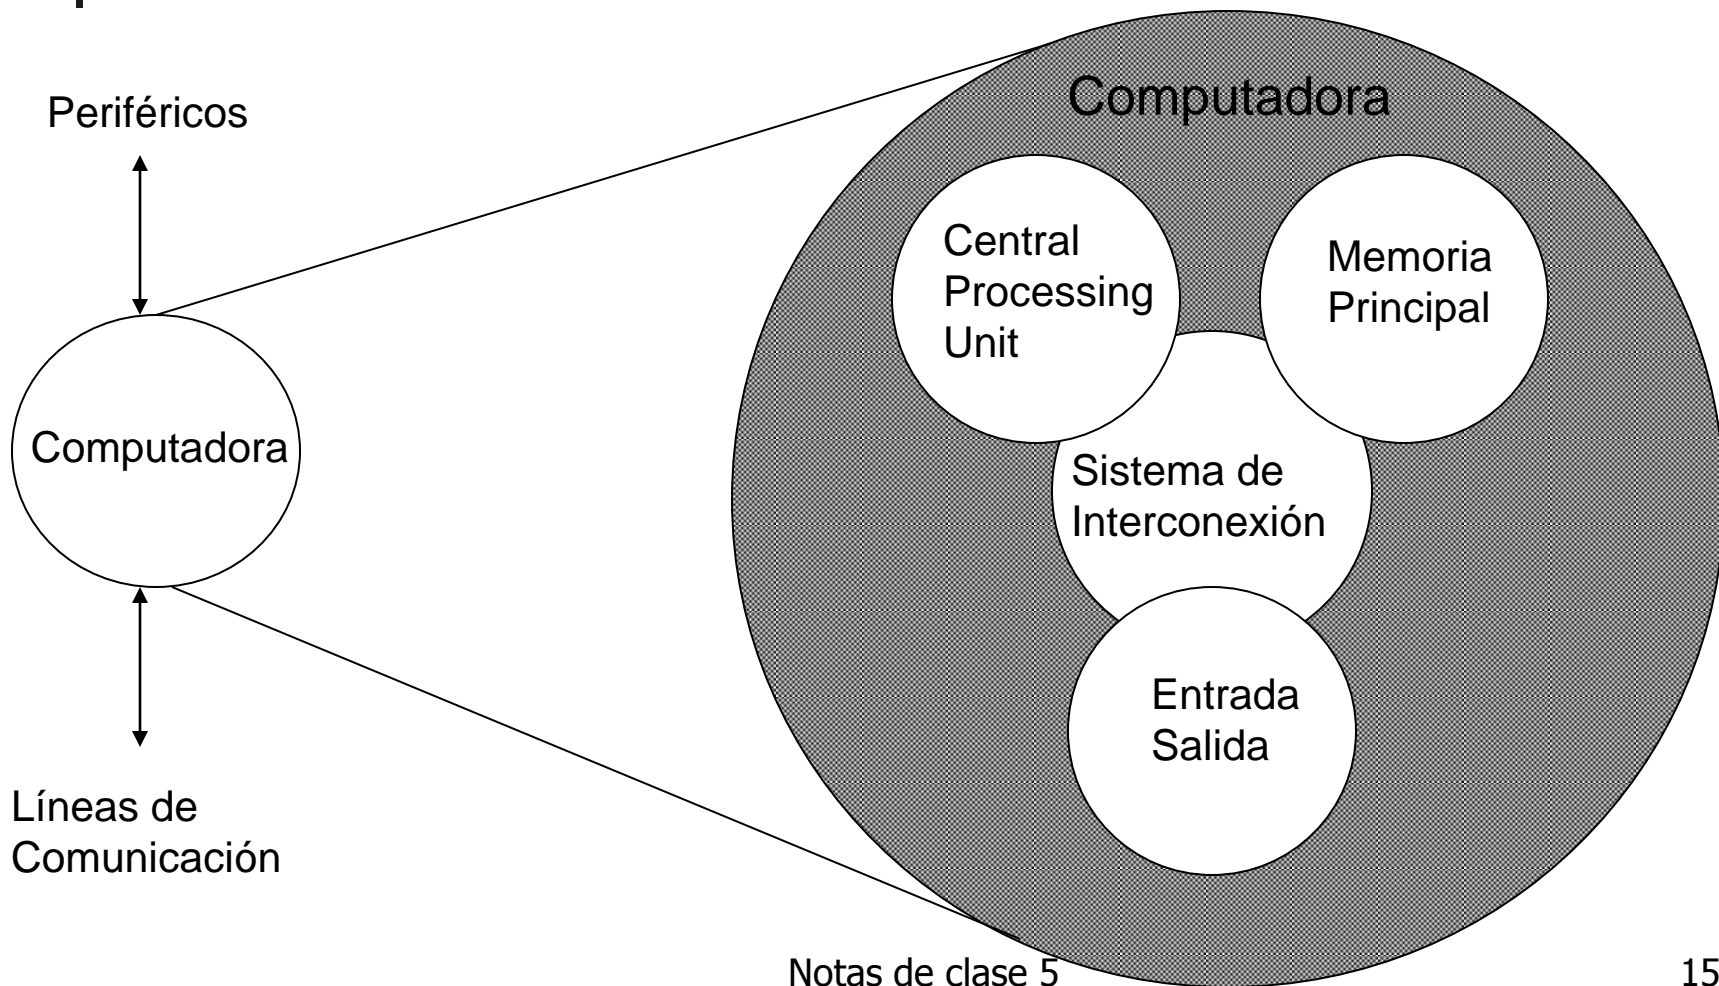 Periféricos
Computadora
Líneas de
Comunicación
Computadora
Central
Processing
Unit
Memoria
Principal
Sistema de
Interconexión
Entrada
Salida
Notas de clase 5
15